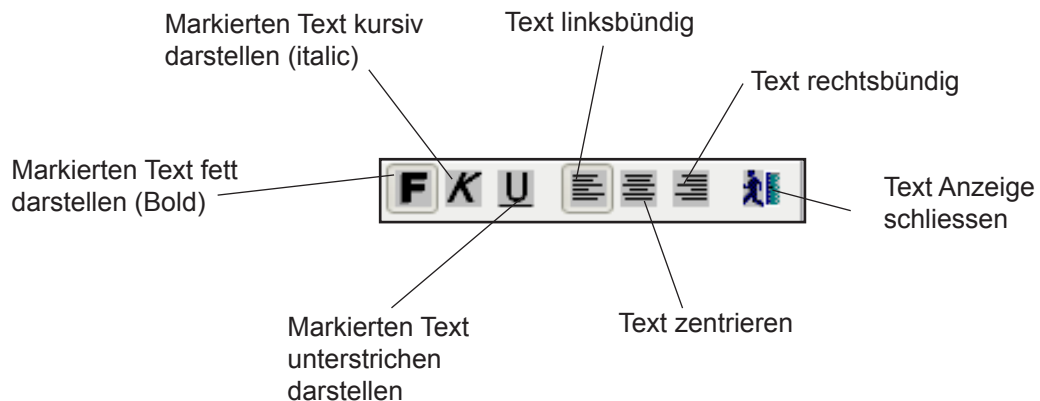 Markierten Text kursiv
darstellen (italic)
Text linksbündig
Text rechtsbündig
Markierten Text fett
darstellen (Bold)
F K U
Text Anzeige
schliessen
Markierten Text
unterstrichen
darstellen
Text zentrieren